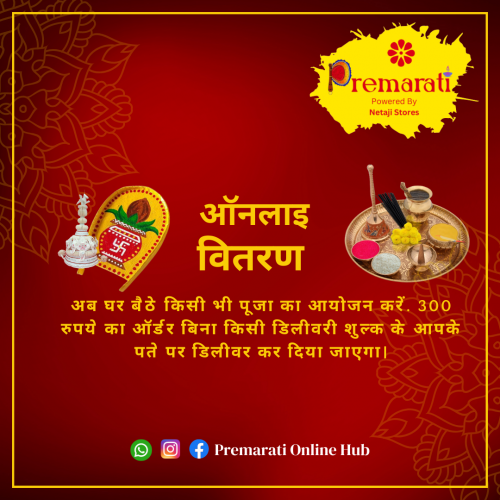 Premarati
Powered By
Netaji Stores
ऑनलाइ
वितरण
अब घर बैठे किसी भी पूजा का आयोजन करें. 300
रुपये का ऑर्डर बिना किसी डिलीवरी शुल्क के आपके
पते पर डिलीवर कर दिया जाएगा।
Premarati Online Hub